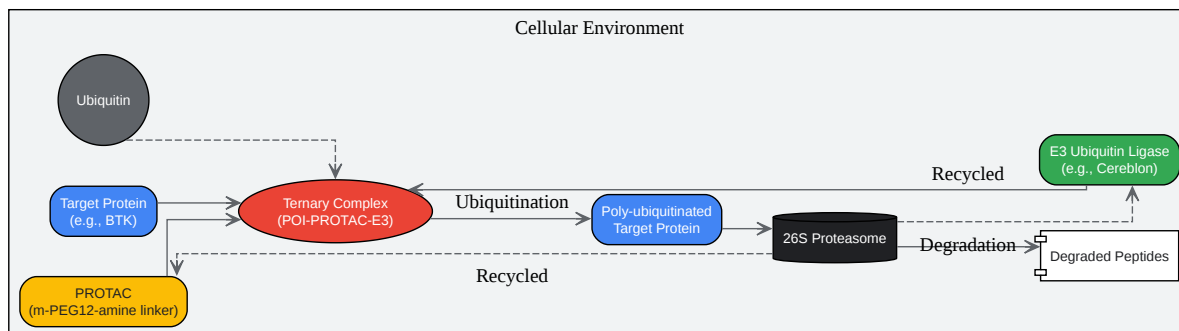 Cellular Environment
Ubiquitin
E3 Ubiquitin Ligase
(e.g., Cereblon)
Recycled
Target Protein
(e.g., BTK)
Ternary Complex
(POI-PROTAC-E3)
Ubiquitination
Poly-ubiquitinated
Target Protein
26S Proteasome
Degradation
Degraded Peptides
Recycled
PROTAC
(m-PEG12-amine linker)